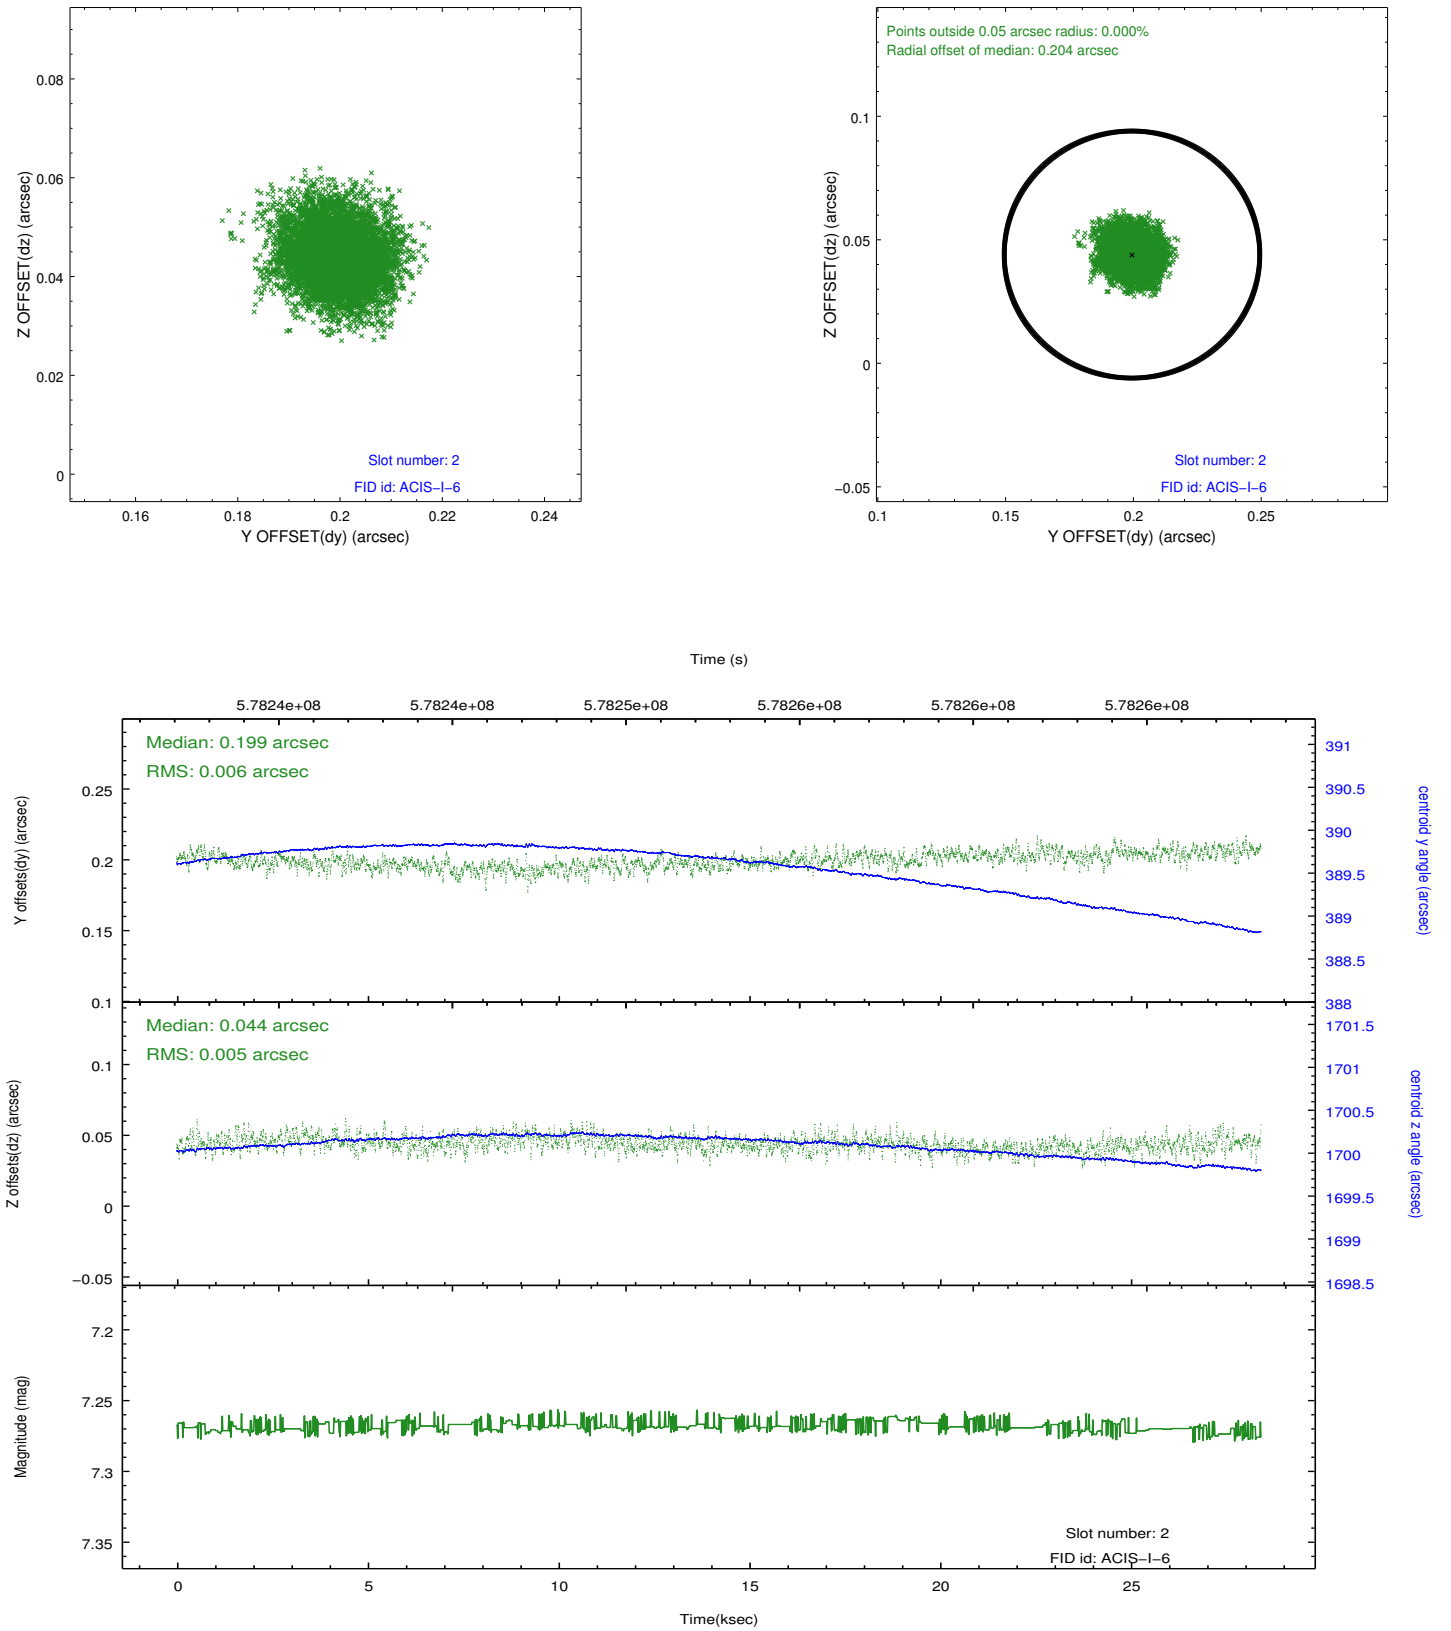 0.08
0.06
0.04
0.02
0
Z OFFSET(dz) (arcsec)
Slot number: 2
FID id: ACIS−I−6
0.16
0.18
0.2
0.22
0.24
Y OFFSET(dy) (arcsec)
Points outside 0.05 arcsec radius: 0.000%
Radial offset of median: 0.204 arcsec
0.1
0.05
0
−0.05
Z OFFSET(dz) (arcsec)
Slot number: 2
FID id: ACIS−I−6
0.1
0.15
0.2
0.25
Y OFFSET(dy) (arcsec)
Time (s)
5.7824e+08
5.7824e+08
5.7825e+08
5.7826e+08
5.7826e+08
5.7826e+08
Median: 0.199 arcsec
RMS: 0.006 arcsec
0.25
0.2
0.15
0.1
Y offsets(dy) (arcsec)
391
390.5
390
389.5
389
388.5
388
centroid y angle (arcsec)
Median: 0.044 arcsec
RMS: 0.005 arcsec
0.1
0.05
0
−0.05
Z offsets(dz) (arcsec)
1701.5
1701
1700.5
1700
1699.5
1699
1698.5
centroid z angle (arcsec)
7.2
7.25
7.3
7.35
Magnitude (mag)
Slot number: 2
FID id: ACIS−I−6
0
5
10
15
20
25
Time(ksec)